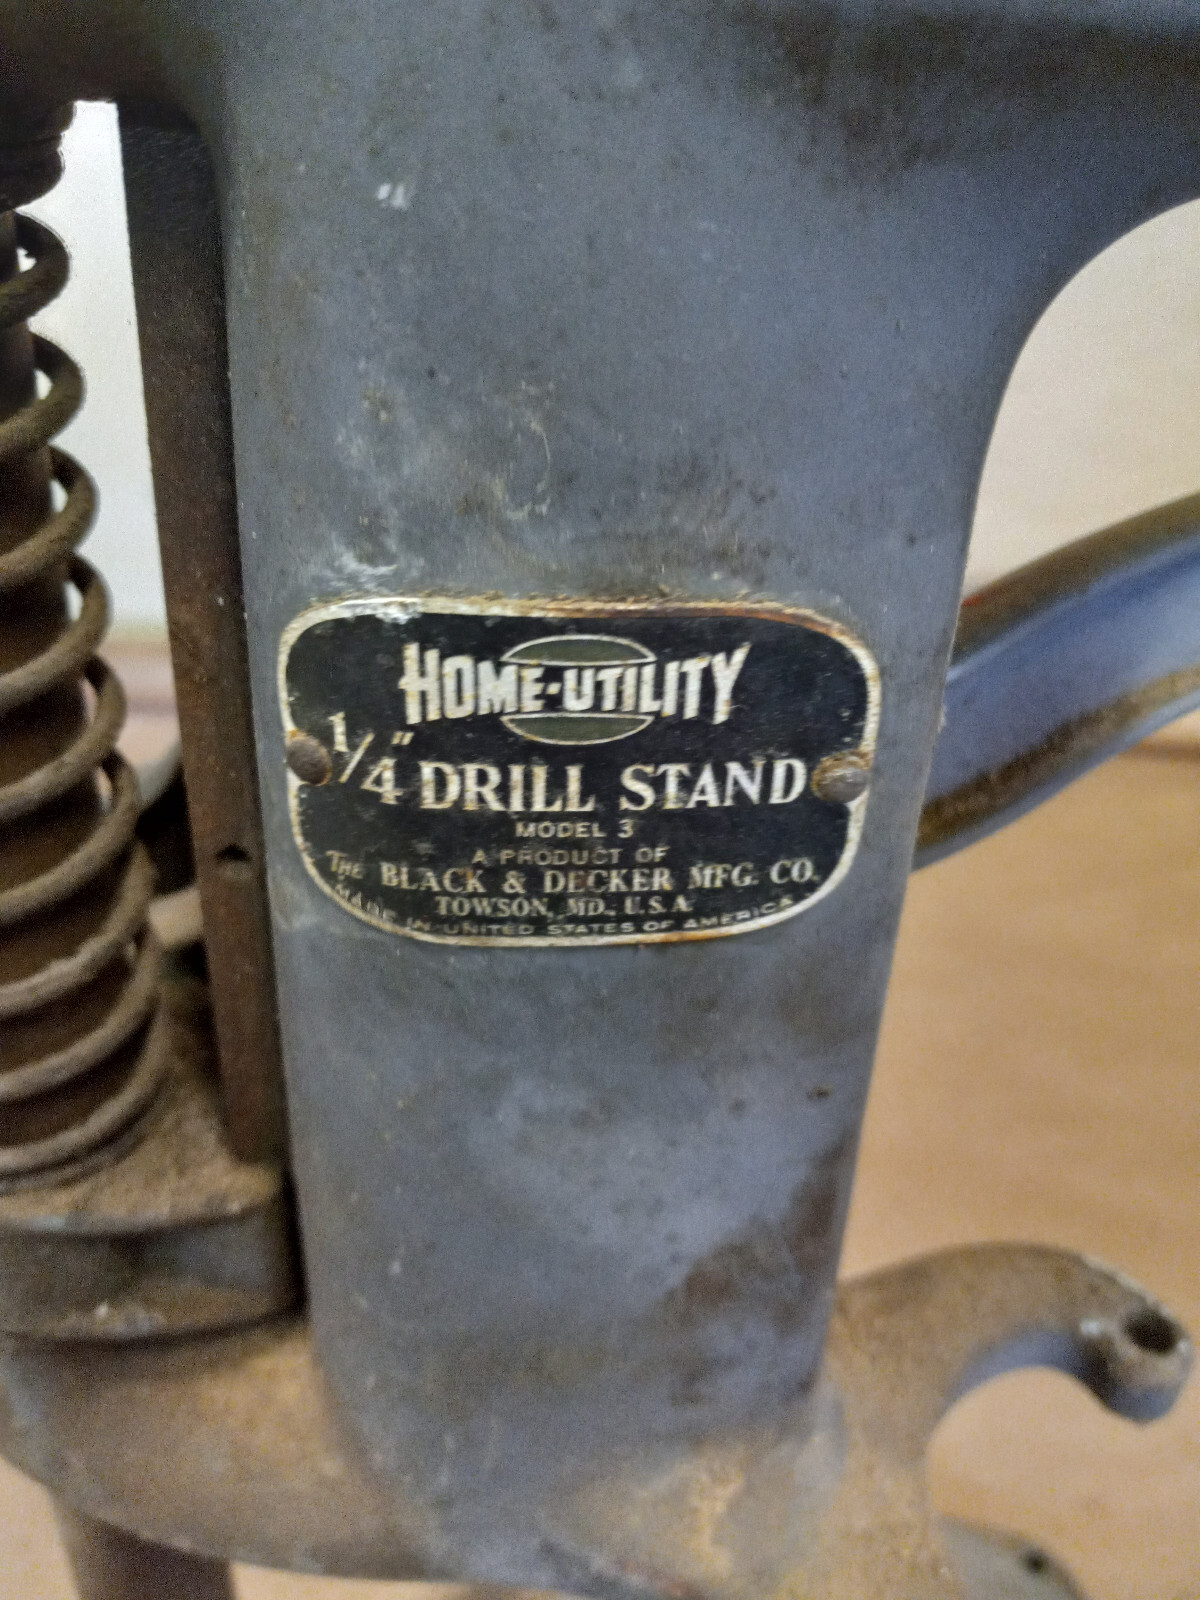 HOME-UTILITY
1/4" DRILL STAND
MODEL 3
A PRODUCT OF
THE BLACK & DECKER MFG. CO.
TOWSON, MD., U.S.A.
MADE IN UNITED STATES OF AMERICA